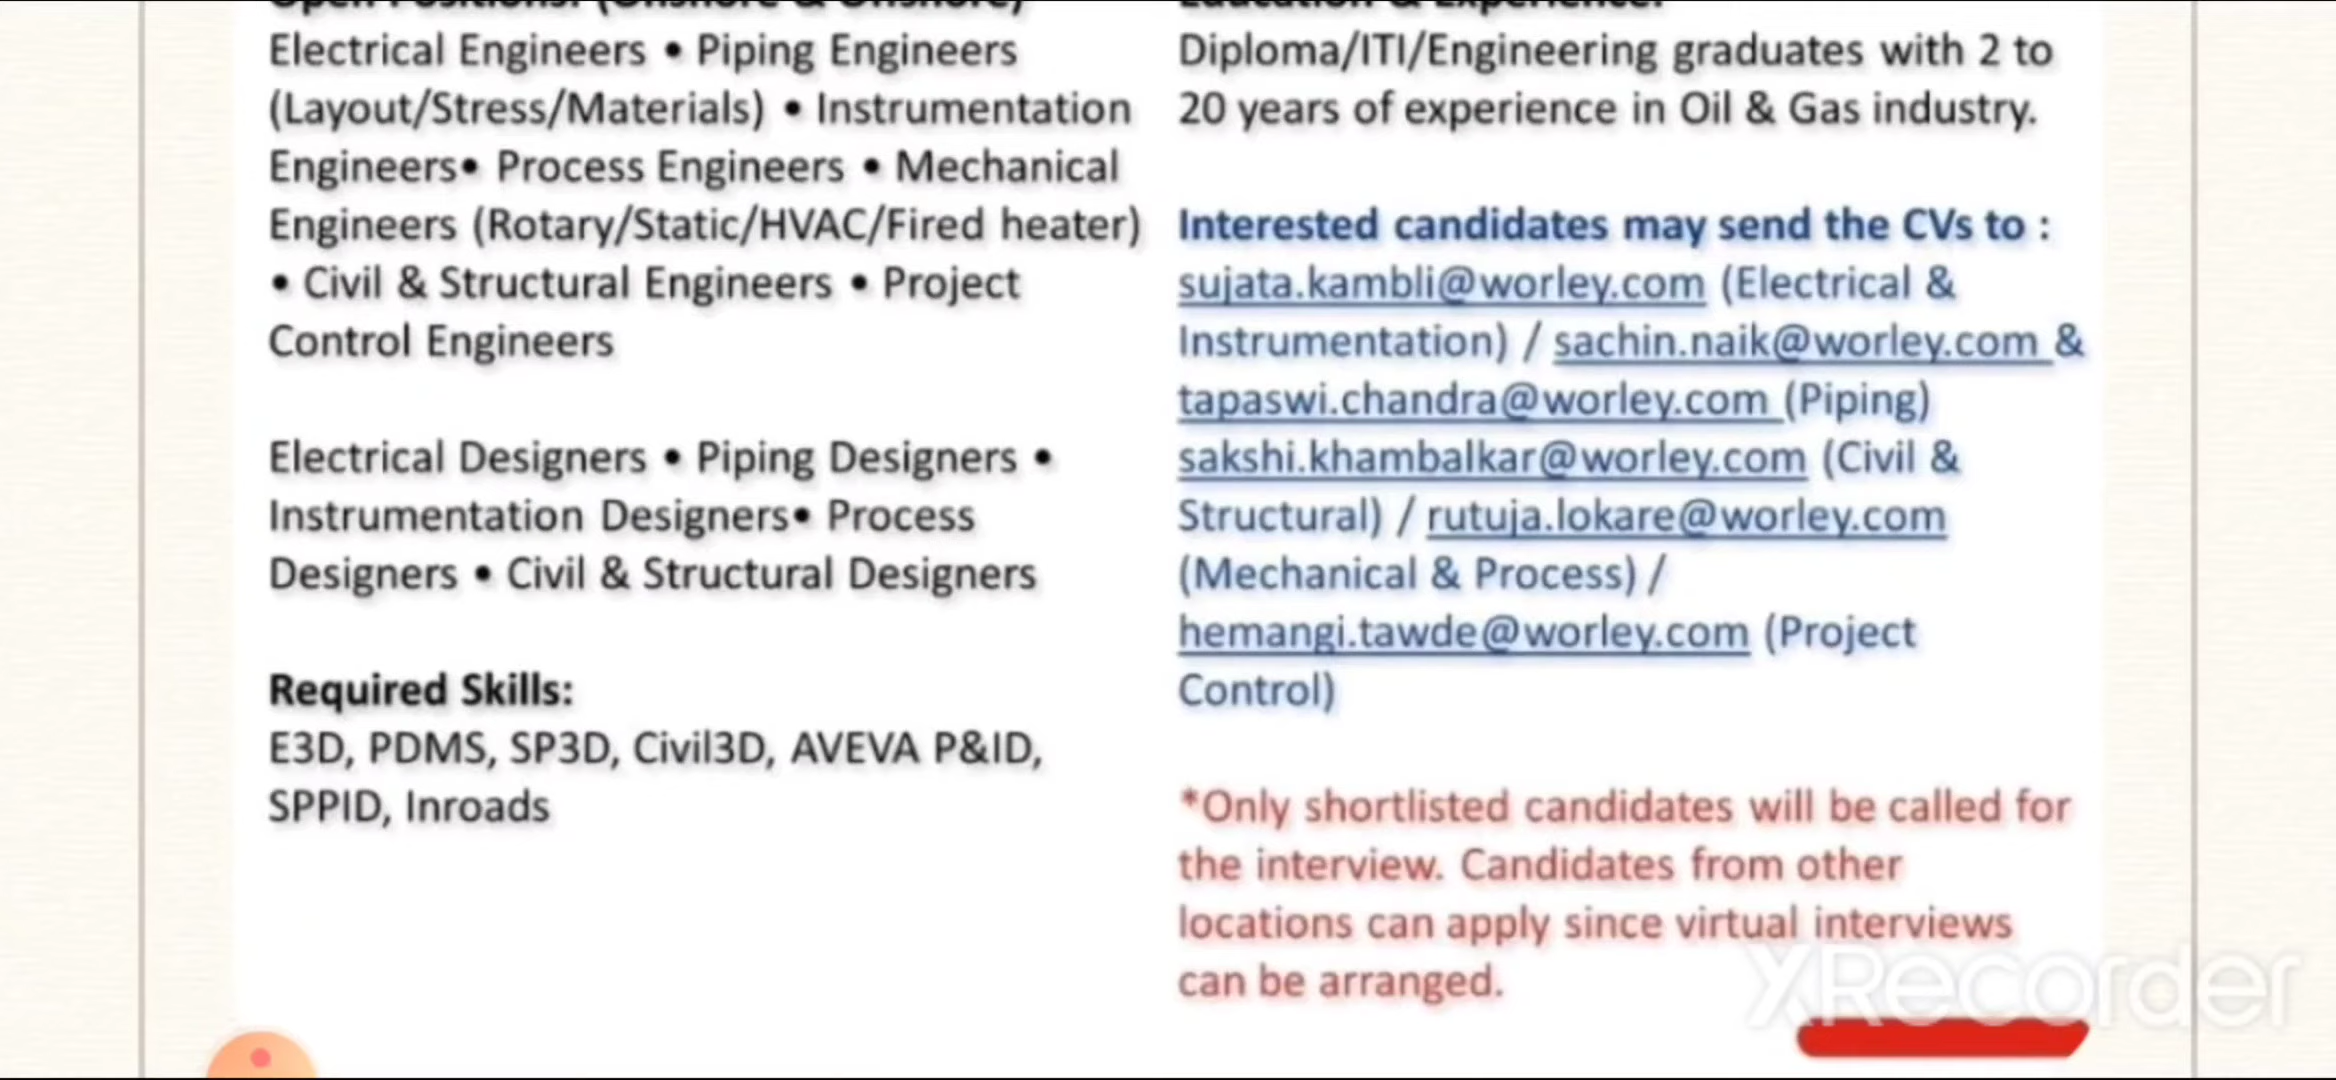 Open Positions: (Offshore & Onshore)
Electrical Engineers • Piping Engineers
(Layout/Stress/Materials) • Instrumentation
Engineers• Process Engineers • Mechanical
Engineers (Rotary/Static/HVAC/Fired heater)
• Civil & Structural Engineers • Project
Control Engineers
Electrical Designers • Piping Designers •
Instrumentation Designers• Process
Designers • Civil & Structural Designers
Required Skills:
E3D, PDMS, SP3D, Civil3D, AVEVA P&ID,
SPPID, Inroads
Education & Experience:
Diploma/ITI/Engineering graduates with 2 to
20 years of experience in Oil & Gas industry.
Interested candidates may send the CVs to :
sujata.kambli@worley.com (Electrical &
Instrumentation) / sachin.naik@worley.com &
tapaswi.chandra@worley.com (Piping)
sakshi.khambalkar@worley.com (Civil &
Structural) / rutuja.lokare@worley.com
(Mechanical & Process) /
hemangi.tawde@worley.com (Project
Control)
*Only shortlisted candidates will be called for
the interview. Candidates from other
locations can apply since virtual interviews
can be arranged.
XRecorder